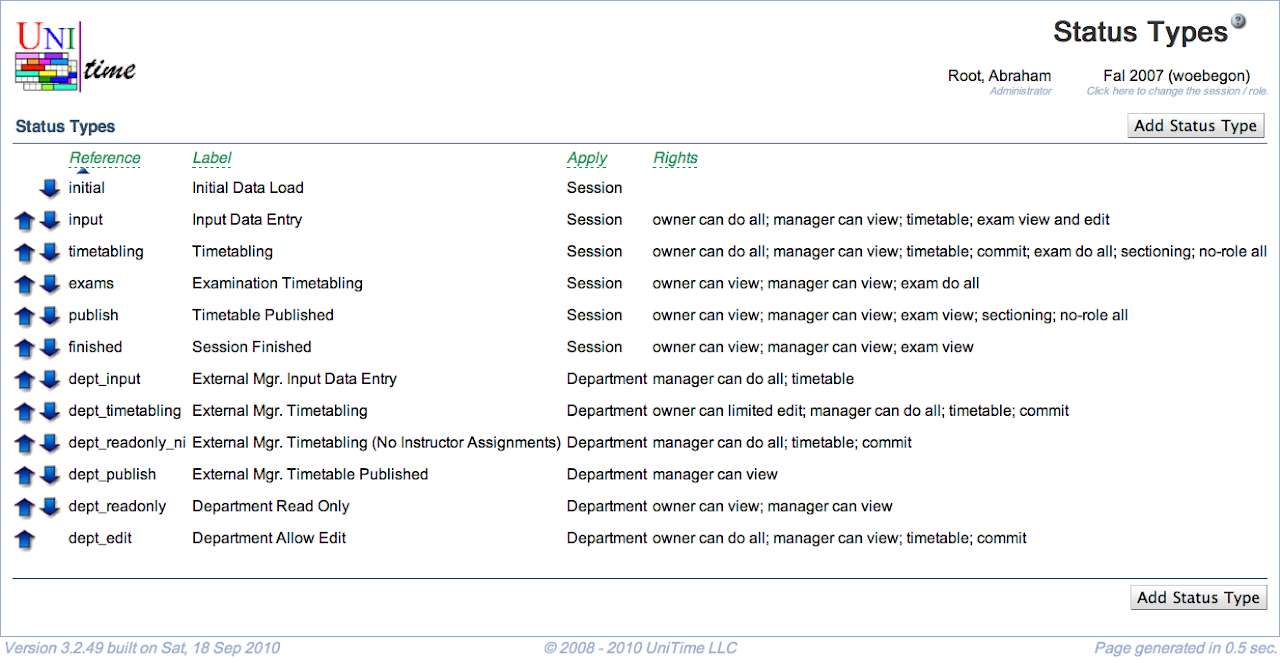 UNI
time
Status Types ?
Root, Abraham Fal 2007 (woebegon)
Administrator Click here to change the session / role.
Status Types Add Status Type
Reference Label Apply Rights
initial Initial Data Load Session
input Input Data Entry Session owner can do all; manager can view; timetable; exam view and edit
timetabling Timetabling Session owner can do all; manager can view; timetable; commit; exam do all; sectioning; no-role all
exams Examination Timetabling Session owner can view; manager can view; exam do all
publish Timetable Published Session owner can view; manager can view; exam view; sectioning; no-role all
finished Session Finished Session owner can view; manager can view; exam view
dept_input External Mgr. Input Data Entry Department manager can do all; timetable
dept_timetabling External Mgr. Timetabling Department owner can limited edit; manager can do all; timetable; commit
dept_readonly_ni External Mgr. Timetabling (No Instructor Assignments) Department manager can do all; timetable; commit
dept_publish External Mgr. Timetable Published Department manager can view
dept_readonly Department Read Only Department owner can view; manager can view
dept_edit Department Allow Edit Department owner can do all; manager can view; timetable; commit
Add Status Type
Version 3.2.49 built on Sat, 18 Sep 2010 © 2008 - 2010 UniTime LLC Page generated in 0.5 sec.